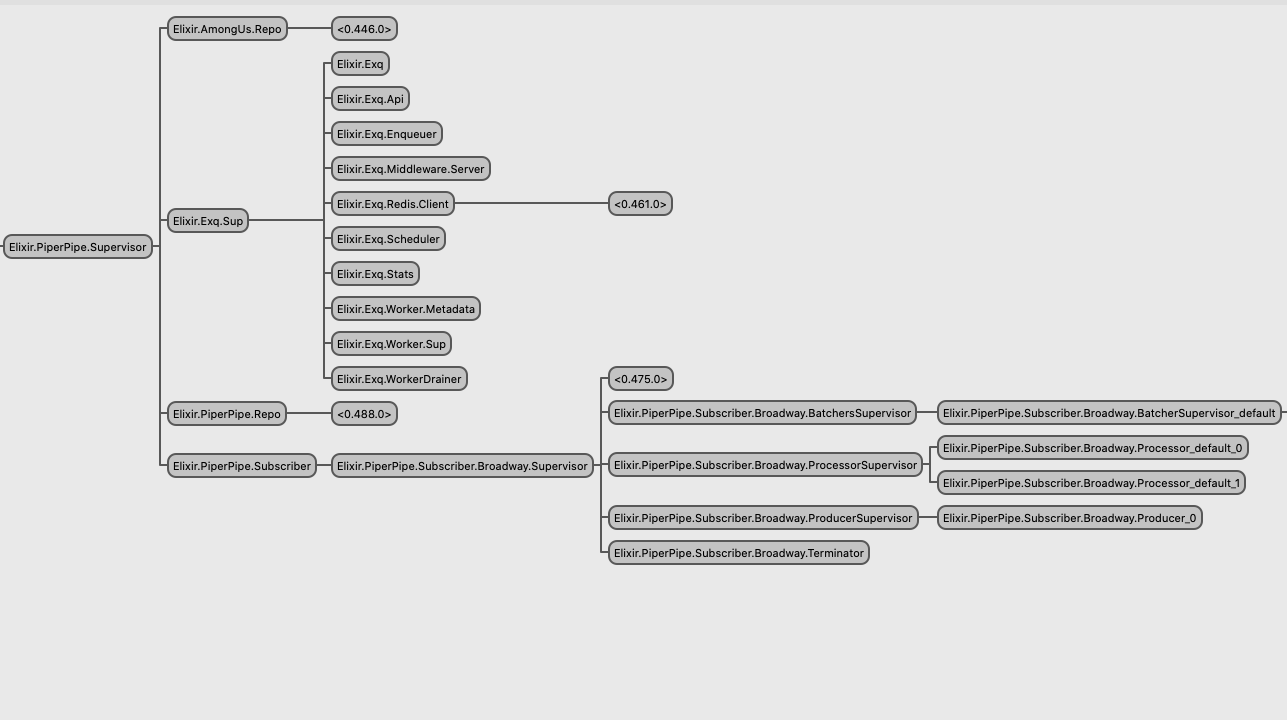 Elixir.AmongUs.Repo
<0.446.0>
Elixir.Exq
Elixir.Exq.Api
Elixir.Exq.Enqueuer
Elixir.Exq.Middleware.Server
Elixir.Exq.Redis.Client
<0.461.0>
Elixir.Exq.Sup
Elixir.Exq.Scheduler
Elixir.PiperPipe.Supervisor
Elixir.Exq.Stats
Elixir.Exq.Worker.Metadata
Elixir.Exq.Worker.Sup
Elixir.Exq.WorkerDrainer
<0.475.0>
Elixir.PiperPipe.Repo
<0.488.0>
Elixir.PiperPipe.Subscriber.Broadway.BatchersSupervisor
Elixir.PiperPipe.Subscriber.Broadway.BatcherSupervisor_default
Elixir.PiperPipe.Subscriber.Broadway.Processor_default_0
Elixir.PiperPipe.Subscriber
Elixir.PiperPipe.Subscriber.Broadway.Supervisor
Elixir.PiperPipe.Subscriber.Broadway.ProcessorSupervisor
Elixir.PiperPipe.Subscriber.Broadway.Processor_default_1
Elixir.PiperPipe.Subscriber.Broadway.ProducerSupervisor
Elixir.PiperPipe.Subscriber.Broadway.Producer_0
Elixir.PiperPipe.Subscriber.Broadway.Terminator